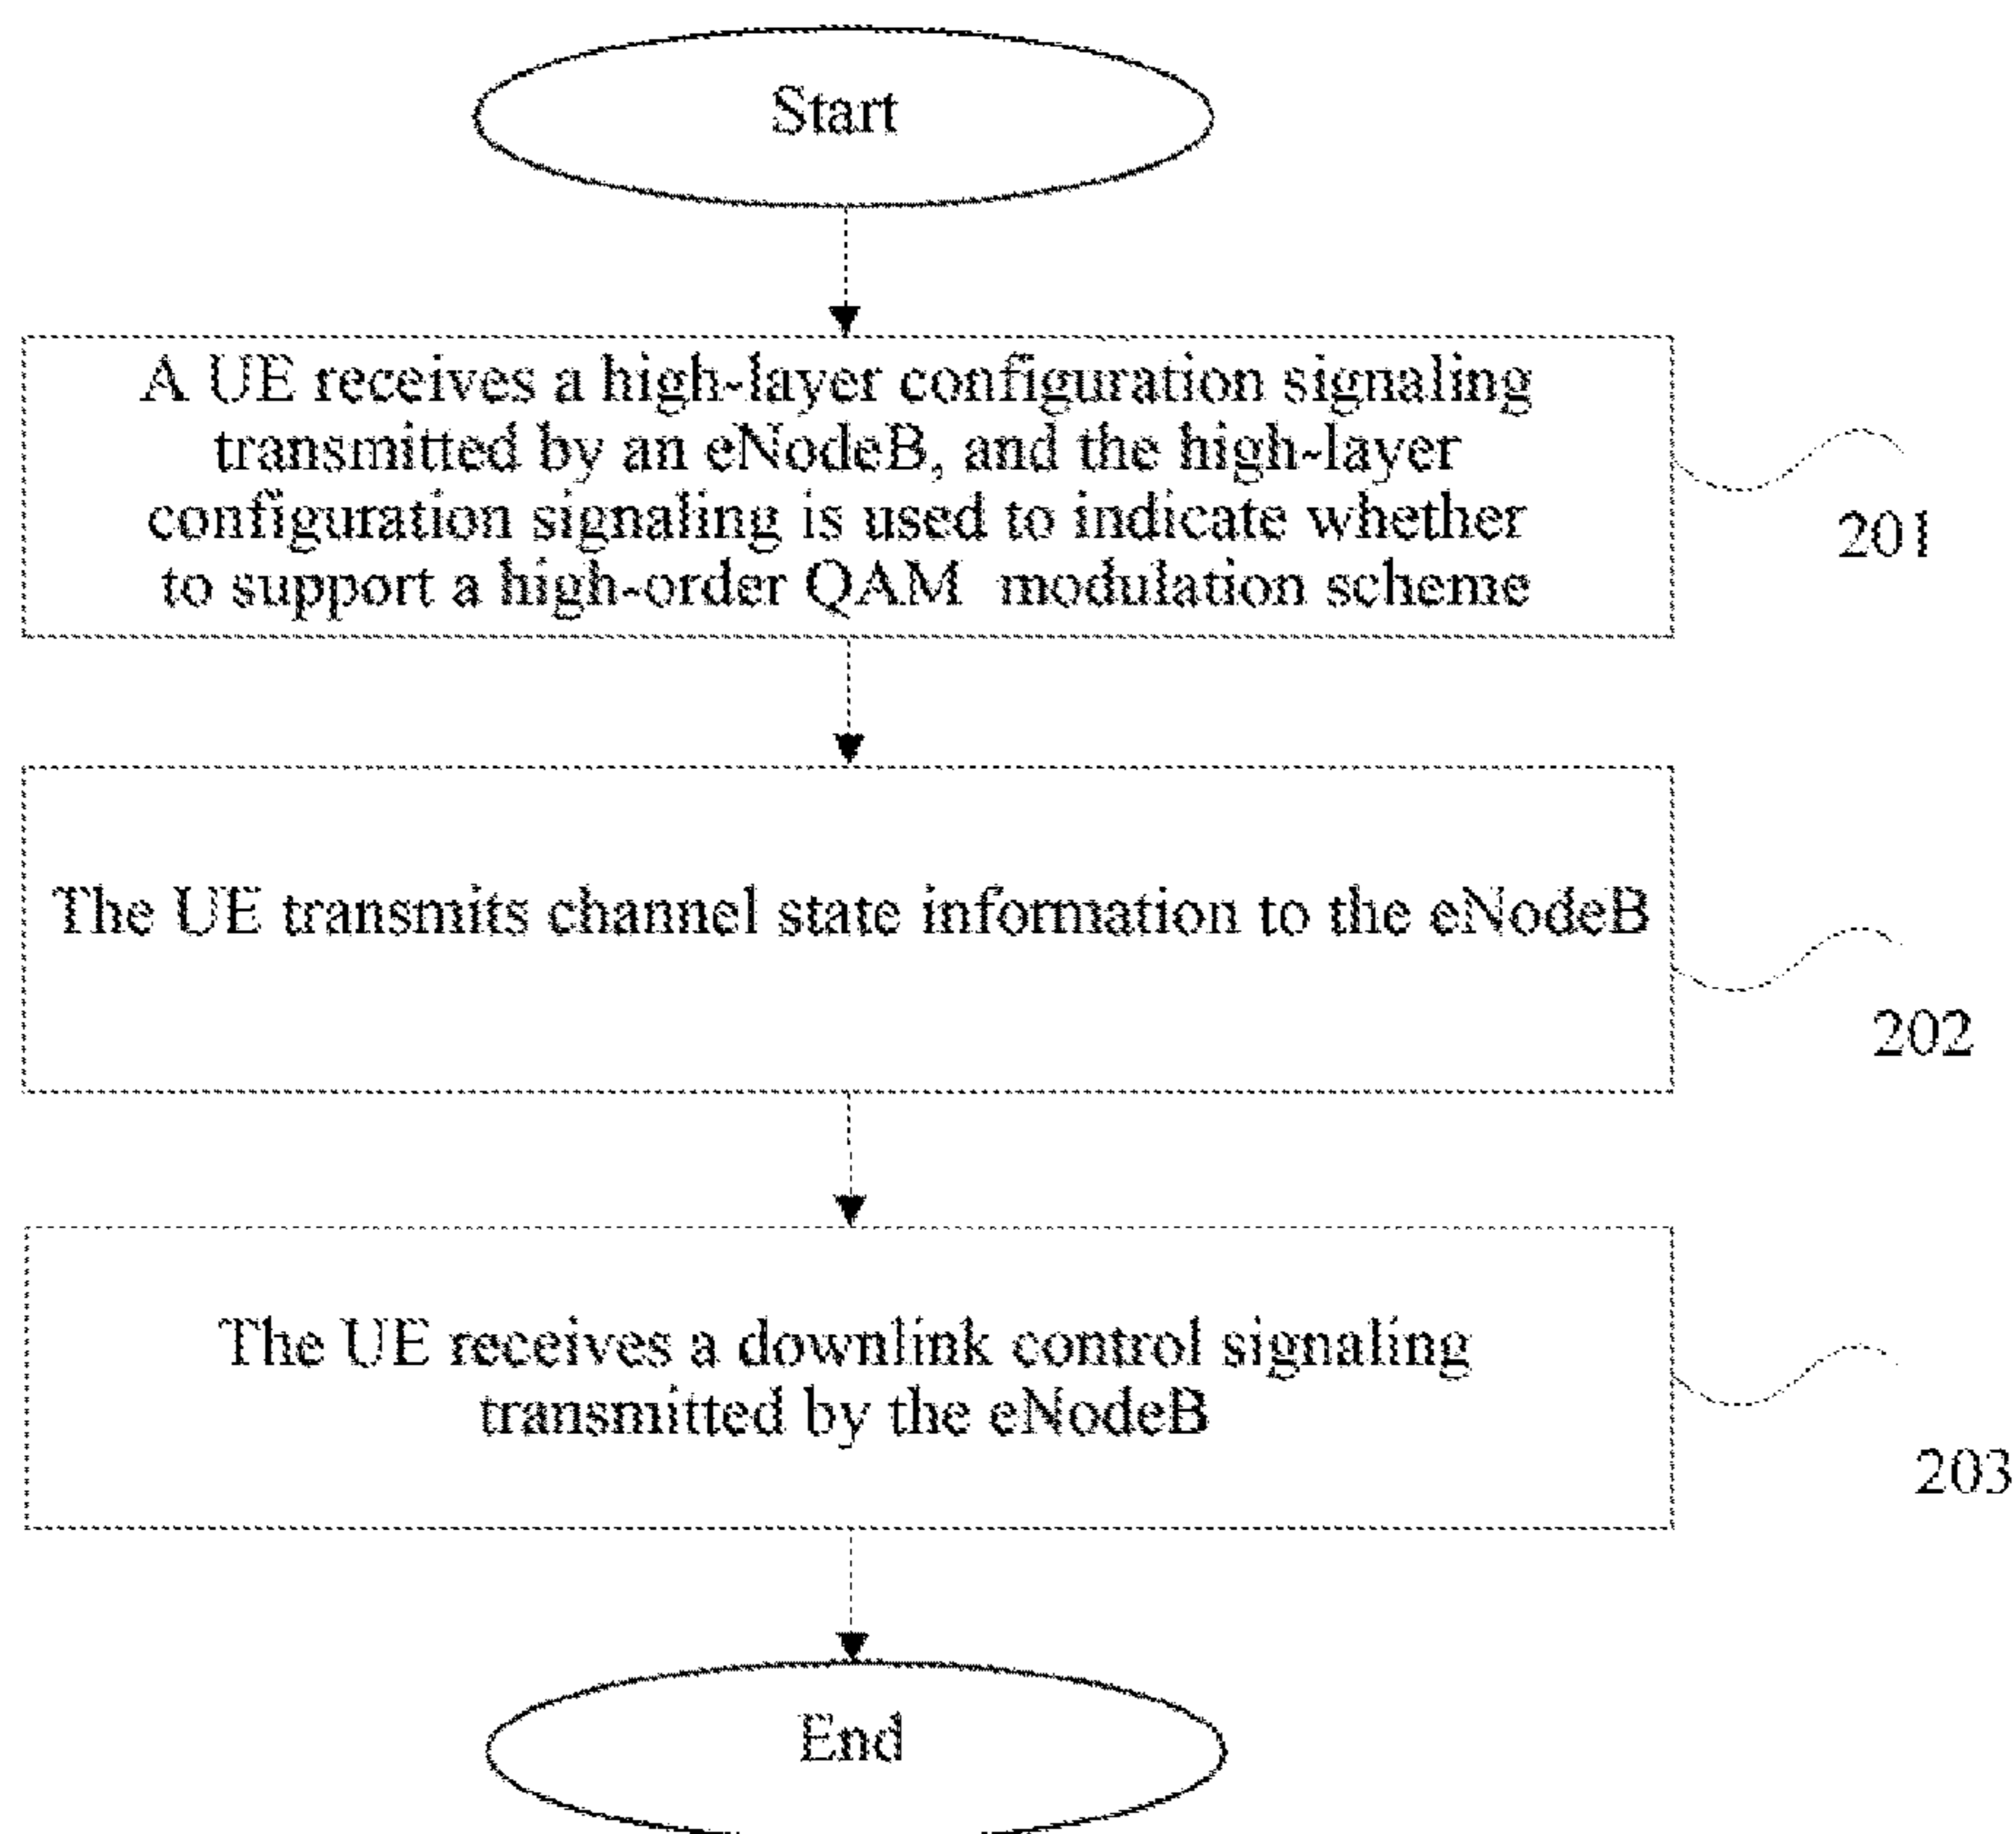 Start
A UE receives a high-layer configuration signaling
transmitted by an eNodeB, and the high-layer
configuration signaling is used to indicate whether
to support a high-order QAM modulation scheme
201
The UE transmits channel state information to the eNodeB
202
The UE receives a downlink control signaling
transmitted by the eNodeB
203
End